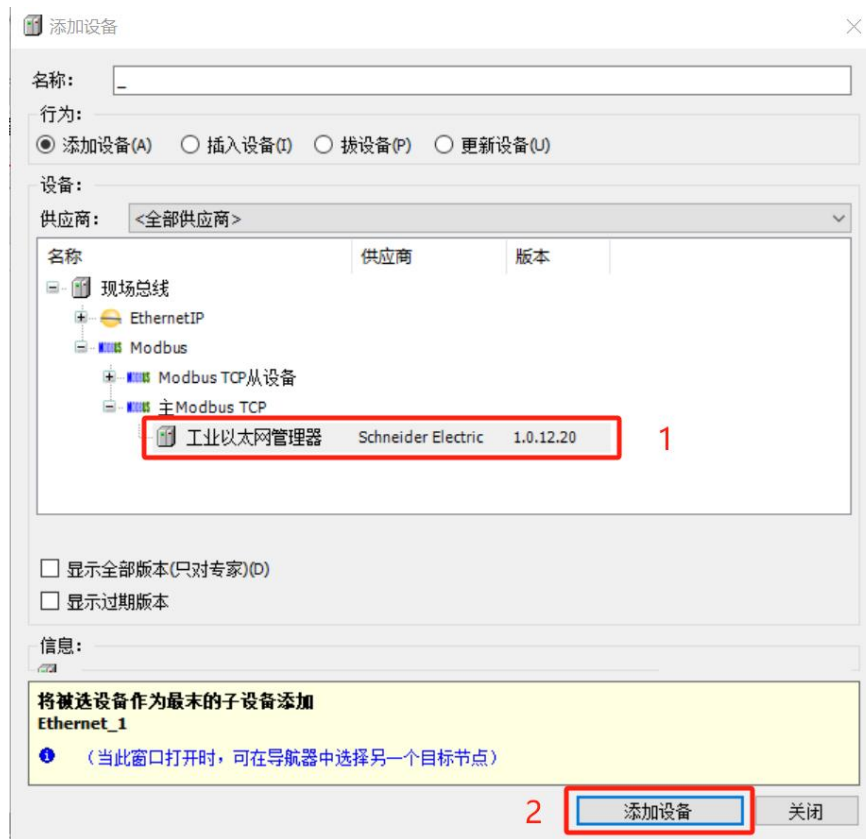 添加设备
名称: _
行为:
添加设备(A) 插入设备(I) 拔设备(P) 更新设备(U)
设备:
供应商: <全部供应商>
名称 供应商 版本
现场总线
EthernetIP
Modbus
Modbus TCP从设备
主Modbus TCP
工业以太网管理器 Schneider Electric 1.0.12.20 1
显示全部版本(只对专家)(D)
显示过期版本
信息:
将被选设备作为最末的子设备添加
Ethernet_1
(当此窗口打开时，可在导航器中选择另一个目标节点)
2 添加设备 关闭